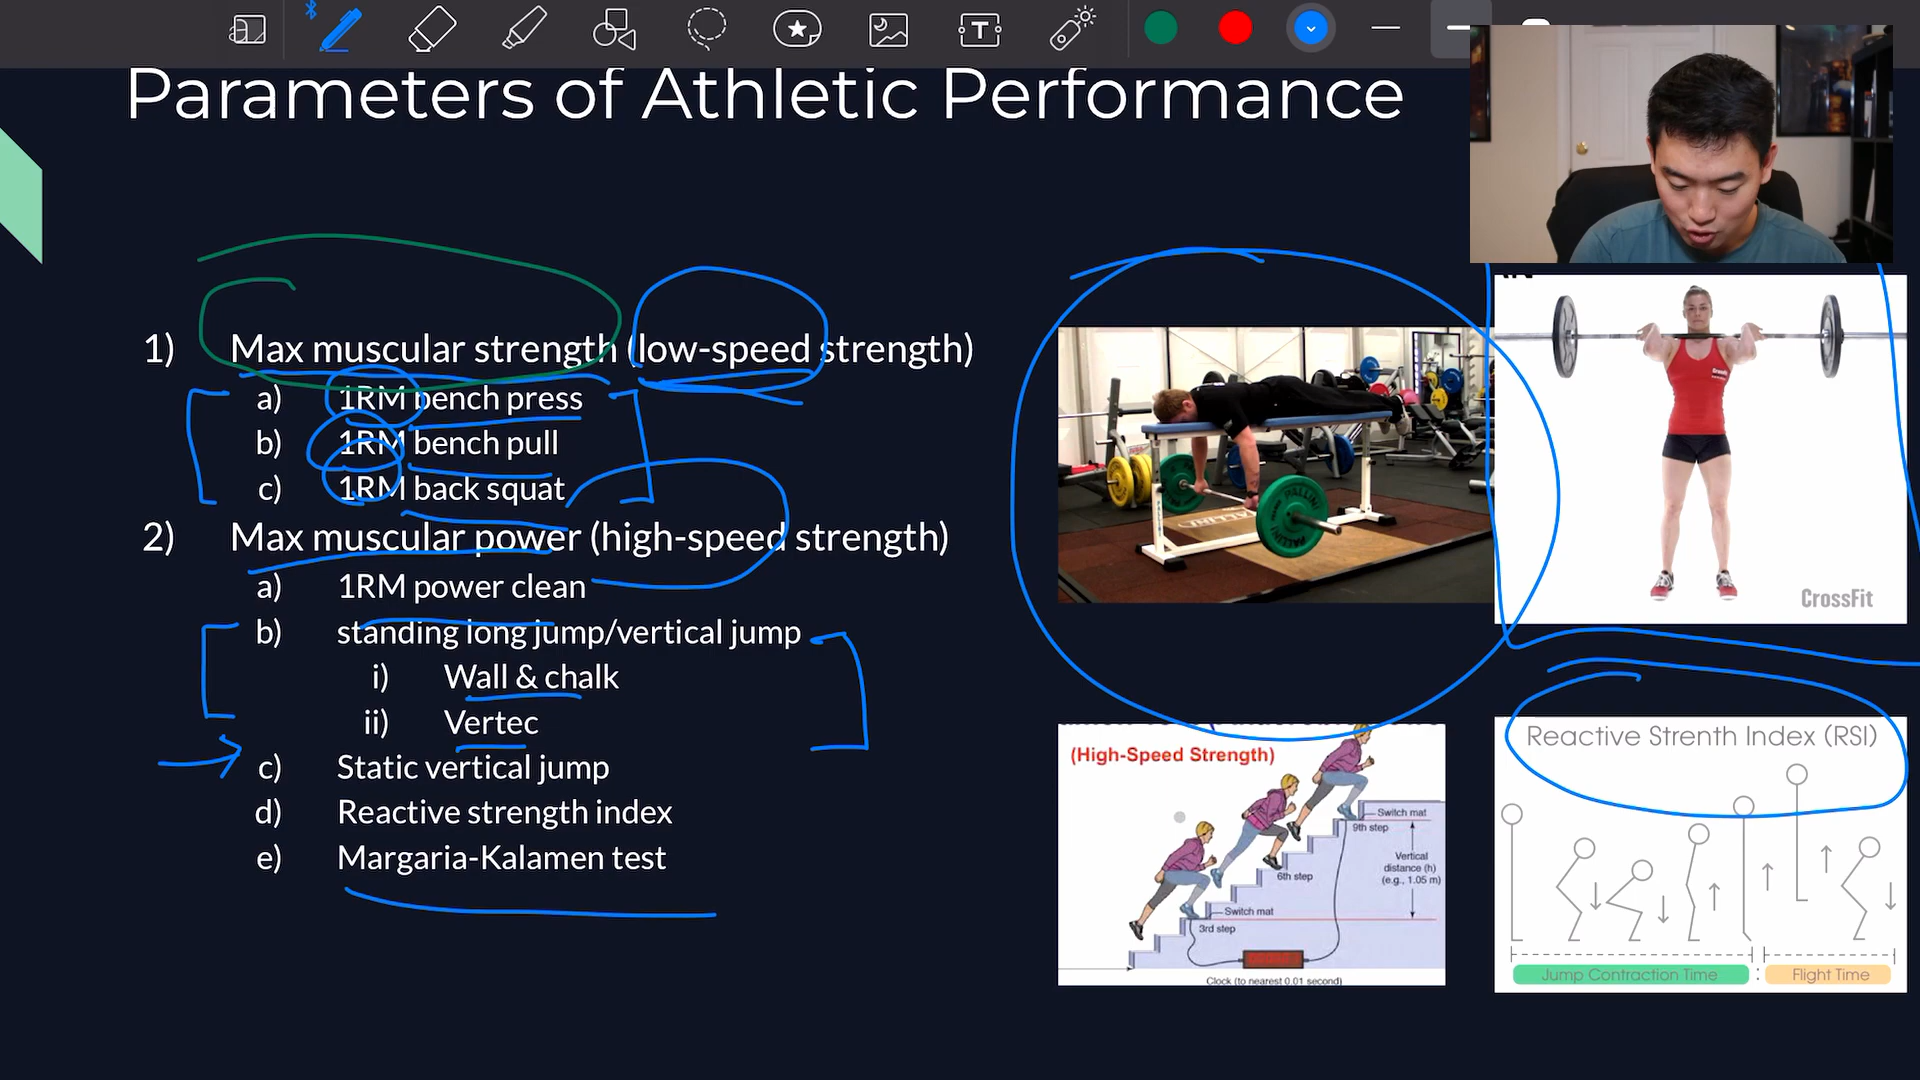 Parameters of Athletic Performance
1) Max muscular strength (low-speed strength)
a) 1RM bench press
b) 1RM bench pull
c) 1RM back squat
2) Max muscular power (high-speed strength)
a) 1RM power clean
b) standing long jump/vertical jump
i) Wall & chalk
ii) Vertec
c) Static vertical jump
d) Reactive strength index
e) Margaria-Kalamen test
CrossFit
(High-Speed Strength)
Switch mat
9th step
Vertical
distance (h)
(e.g., 1.05 m)
6th step
Switch mat
3rd step
Clock (to nearest 0.01 second)
Reactive Strenth Index (RSI)
Jump Contraction Time : Flight Time